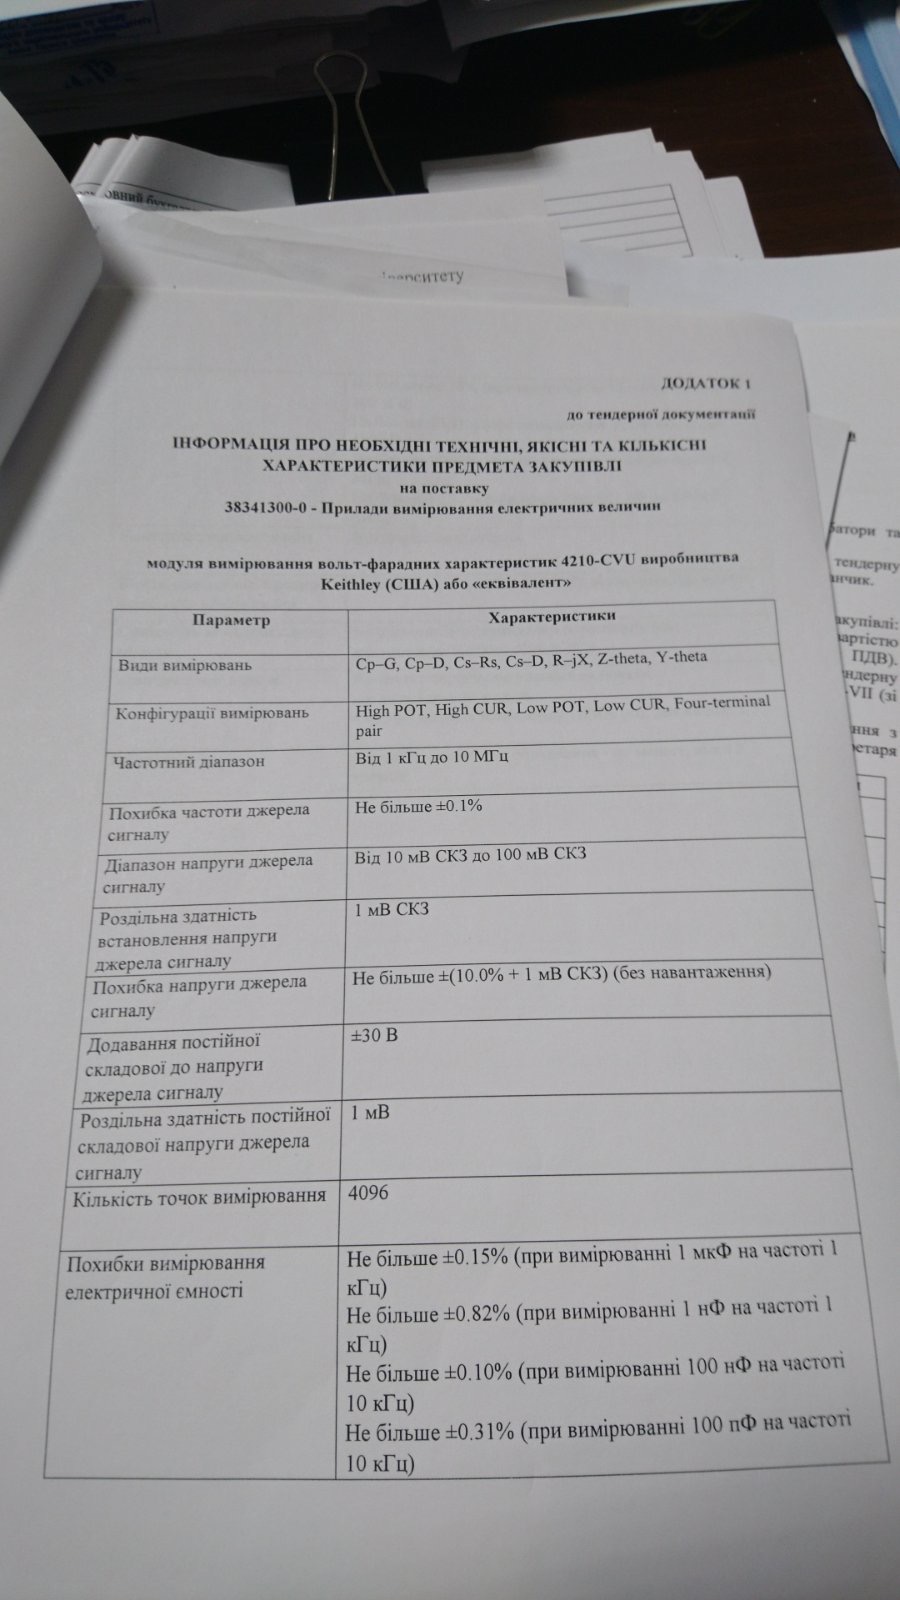 ОВНИЙ
ситету
ДОДАТОК 1
до тендерної документації
ІНФОРМАЦІЯ ПРО НЕОБХІДНІ ТЕХНІЧНІ, ЯКІСНІ ТА КІЛЬКІСНІ
ХАРАКТЕРИСТИКИ ПРЕДМЕТА ЗАКУПІВЛІ
на поставку
38341300-0 - Прилади вимірювання електричних величин
модуля вимірювання вольт-фарадних характеристик 4210-CVU виробництва
Keithley (США) або «еквівалент»
Параметр
Характеристики
Види вимірювань
Cp–G, Cp–D, Cs–Rs, Cs–D, R–jX, Z-theta, Y-theta
Конфігурації вимірювань
High POT, High CUR, Low POT, Low CUR, Four-terminal
pair
Частотний діапазон
Від 1 кГц до 10 МГц
Похибка частоти джерела
сигналу
Не більше ±0.1%
Діапазон напруги джерела
сигналу
Від 10 мВ СКЗ до 100 мВ СКЗ
Роздільна здатність
встановлення напруги
джерела сигналу
1 мВ СКЗ
Похибка напруги джерела
сигналу
Не більше ±(10.0% + 1 мВ СКЗ) (без навантаження)
Додавання постійної
складової до напруги
джерела сигналу
±30 В
Роздільна здатність постійної
складової напруги джерела
сигналу
1 мВ
Кількість точок вимірювання
4096
Похибки вимірювання
електричної ємності
Не більше ±0.15% (при вимірюванні 1 мкФ на частоті 1
кГц)
Не більше ±0.82% (при вимірюванні 1 нФ на частоті 1
кГц)
Не більше ±0.10% (при вимірюванні 100 нФ на частоті
10 кГц)
Не більше ±0.31% (при вимірюванні 100 пФ на частоті
10 кГц)
батори та
тендерну
нчик.
акупівлі:
вартістю
ПДВ).
ндерну
-VII (зі
ння з
ретаря